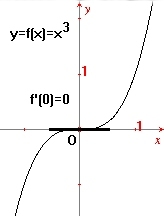 y
y=f(x)=x³
1
f'(0)=0
0
1
x